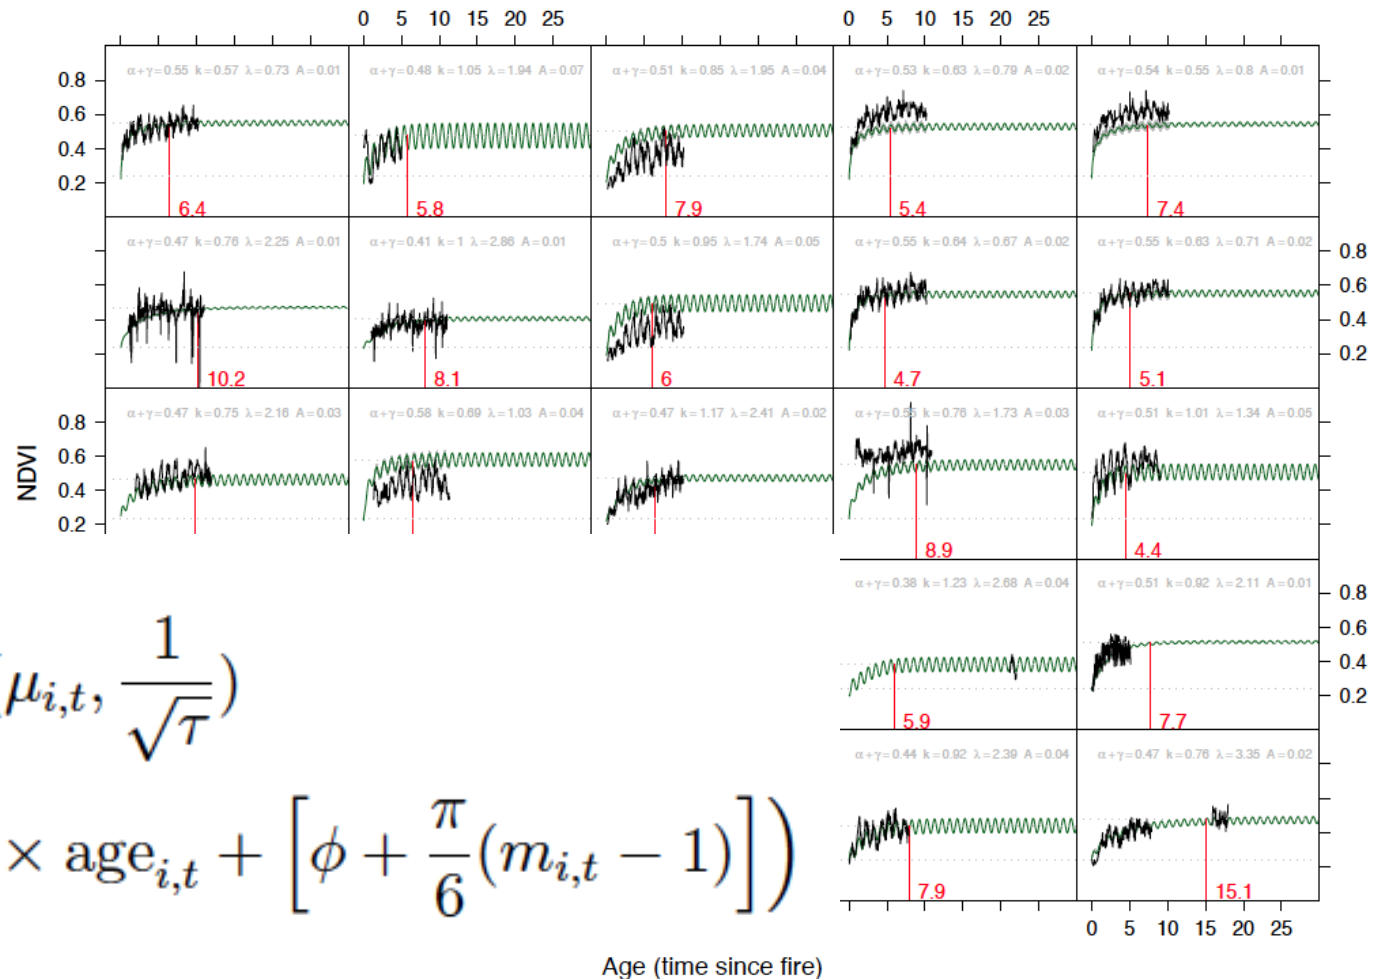 0 5 10 15 20 25 0 5 10 15 20 25
α+γ=0.55 k=0.57 λ=0.73 A=0.01
α+γ=0.48 k=1.05 λ=1.94 A=0.07
α+γ=0.51 k=0.85 λ=1.95 A=0.04
α+γ=0.53 k=0.63 λ=0.79 A=0.02
α+γ=0.54 k=0.55 λ=0.8 A=0.01
0.8
0.6
0.4
0.2
6.4 5.8 7.9 5.4 7.4
α+γ=0.47 k=0.76 λ=2.25 A=0.01
α+γ=0.41 k=1 λ=2.86 A=0.01
α+γ=0.5 k=0.95 λ=1.74 A=0.05
α+γ=0.55 k=0.64 λ=0.67 A=0.02
α+γ=0.55 k=0.63 λ=0.71 A=0.02
0.8
0.6
0.4
0.2
10.2 8.1 6 4.7 5.1
α+γ=0.47 k=0.75 λ=2.16 A=0.03
α+γ=0.58 k=0.69 λ=1.03 A=0.04
α+γ=0.47 k=1.17 λ=2.41 A=0.02
α+γ=0.55 k=0.76 λ=1.73 A=0.03
α+γ=0.51 k=1.01 λ=1.34 A=0.05
0.8
0.6
0.4
0.2
NDVI
8.9 4.4
α+γ=0.38 k=1.23 λ=2.68 A=0.04
α+γ=0.51 k=0.92 λ=2.11 A=0.01
0.8
0.6
0.4
0.2
5.9 7.7
(μ_{i,t}, 1/√τ)
α+γ=0.44 k=0.92 λ=2.39 A=0.04
α+γ=0.47 k=0.76 λ=3.35 A=0.02
× age_{i,t} + [φ + π/6(m_{i,t} − 1)])
7.9 15.1
0 5 10 15 20 25
Age (time since fire)